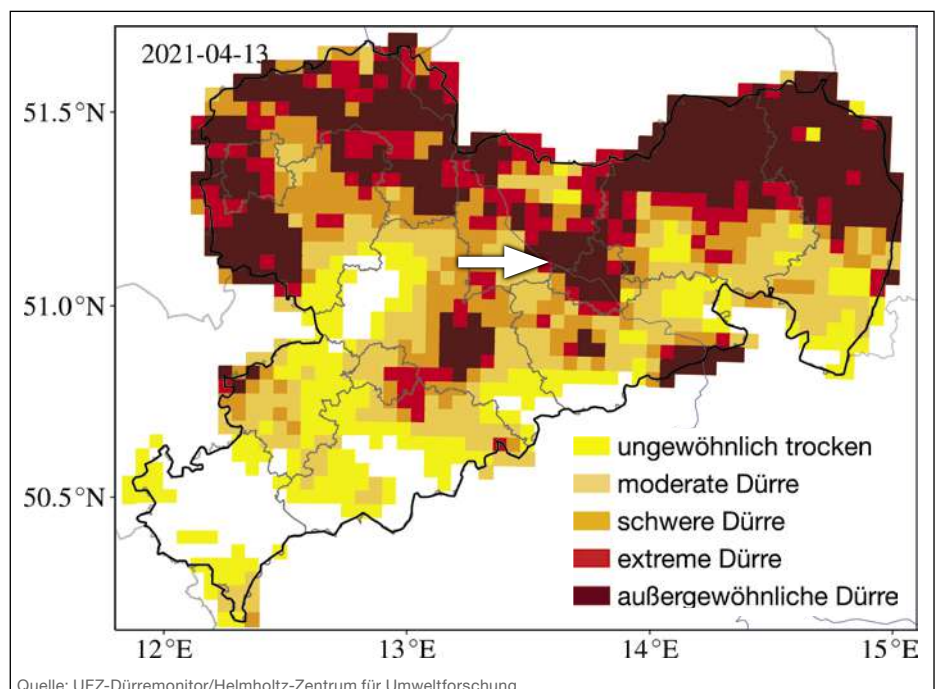 2021-04-13
51.5°N
51.0°N
50.5°N
ungewöhnlich trocken
moderate Dürre
schwere Dürre
extreme Dürre
außergewöhnliche Dürre
12°E 13°E 14°E 15°E
Quelle: UFZ-Dürremonitor/Helmholtz-Zentrum für Umweltforschung